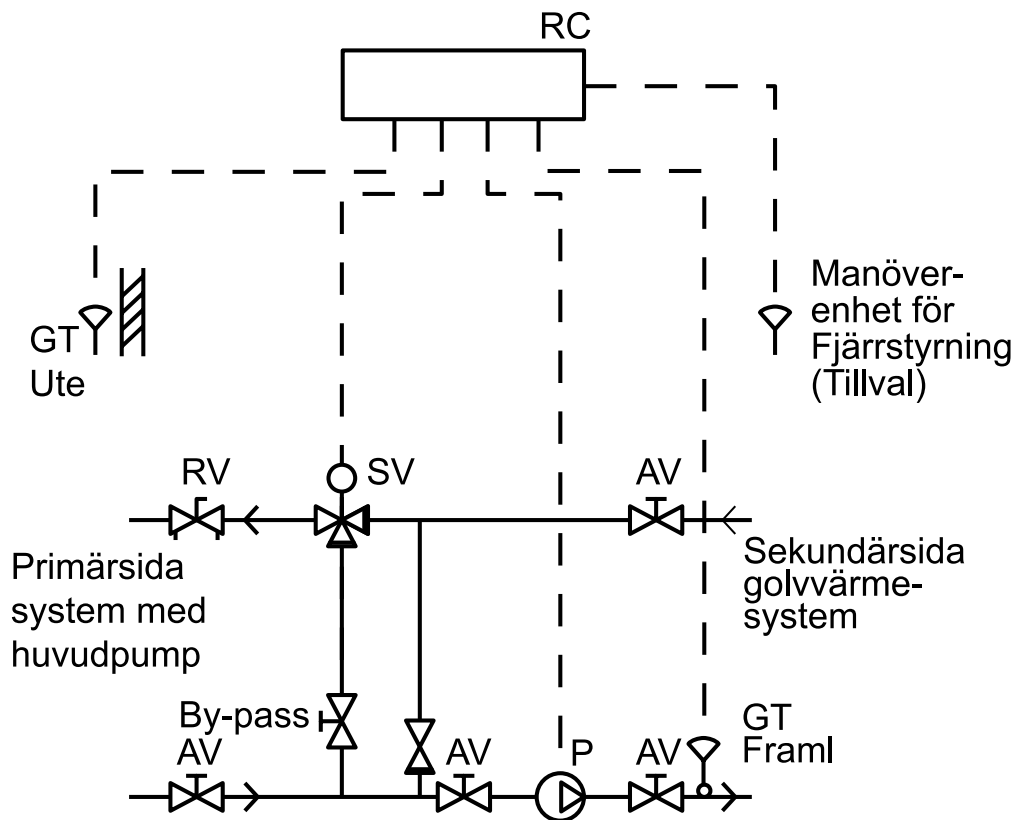 RC
GT
Ute
Manöver-
enhet för
Fjärrstyrning
(Tillval)
RV
SV
AV
Primärsida
system med
huvudpump
Sekundärsida
golvvärme-
system
By-pass
AV
AV
P
AV
GT
Framl